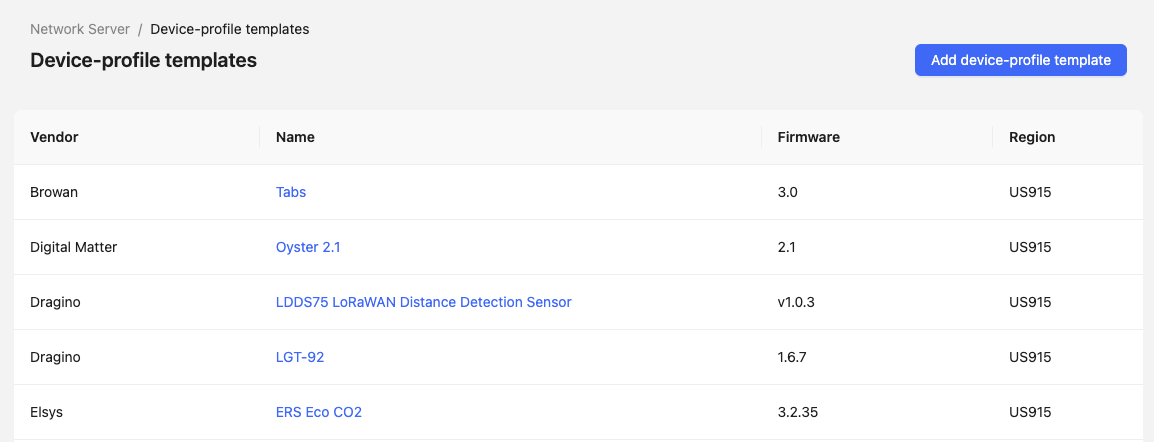 Network Server / Device-profile templates
Device-profile templates
Add device-profile template
Vendor Name Firmware Region
Browan Tabs 3.0 US915
Digital Matter Oyster 2.1 2.1 US915
Dragino LDDS75 LoRaWAN Distance Detection Sensor v1.0.3 US915
Dragino LGT-92 1.6.7 US915
Elsys ERS Eco CO2 3.2.35 US915